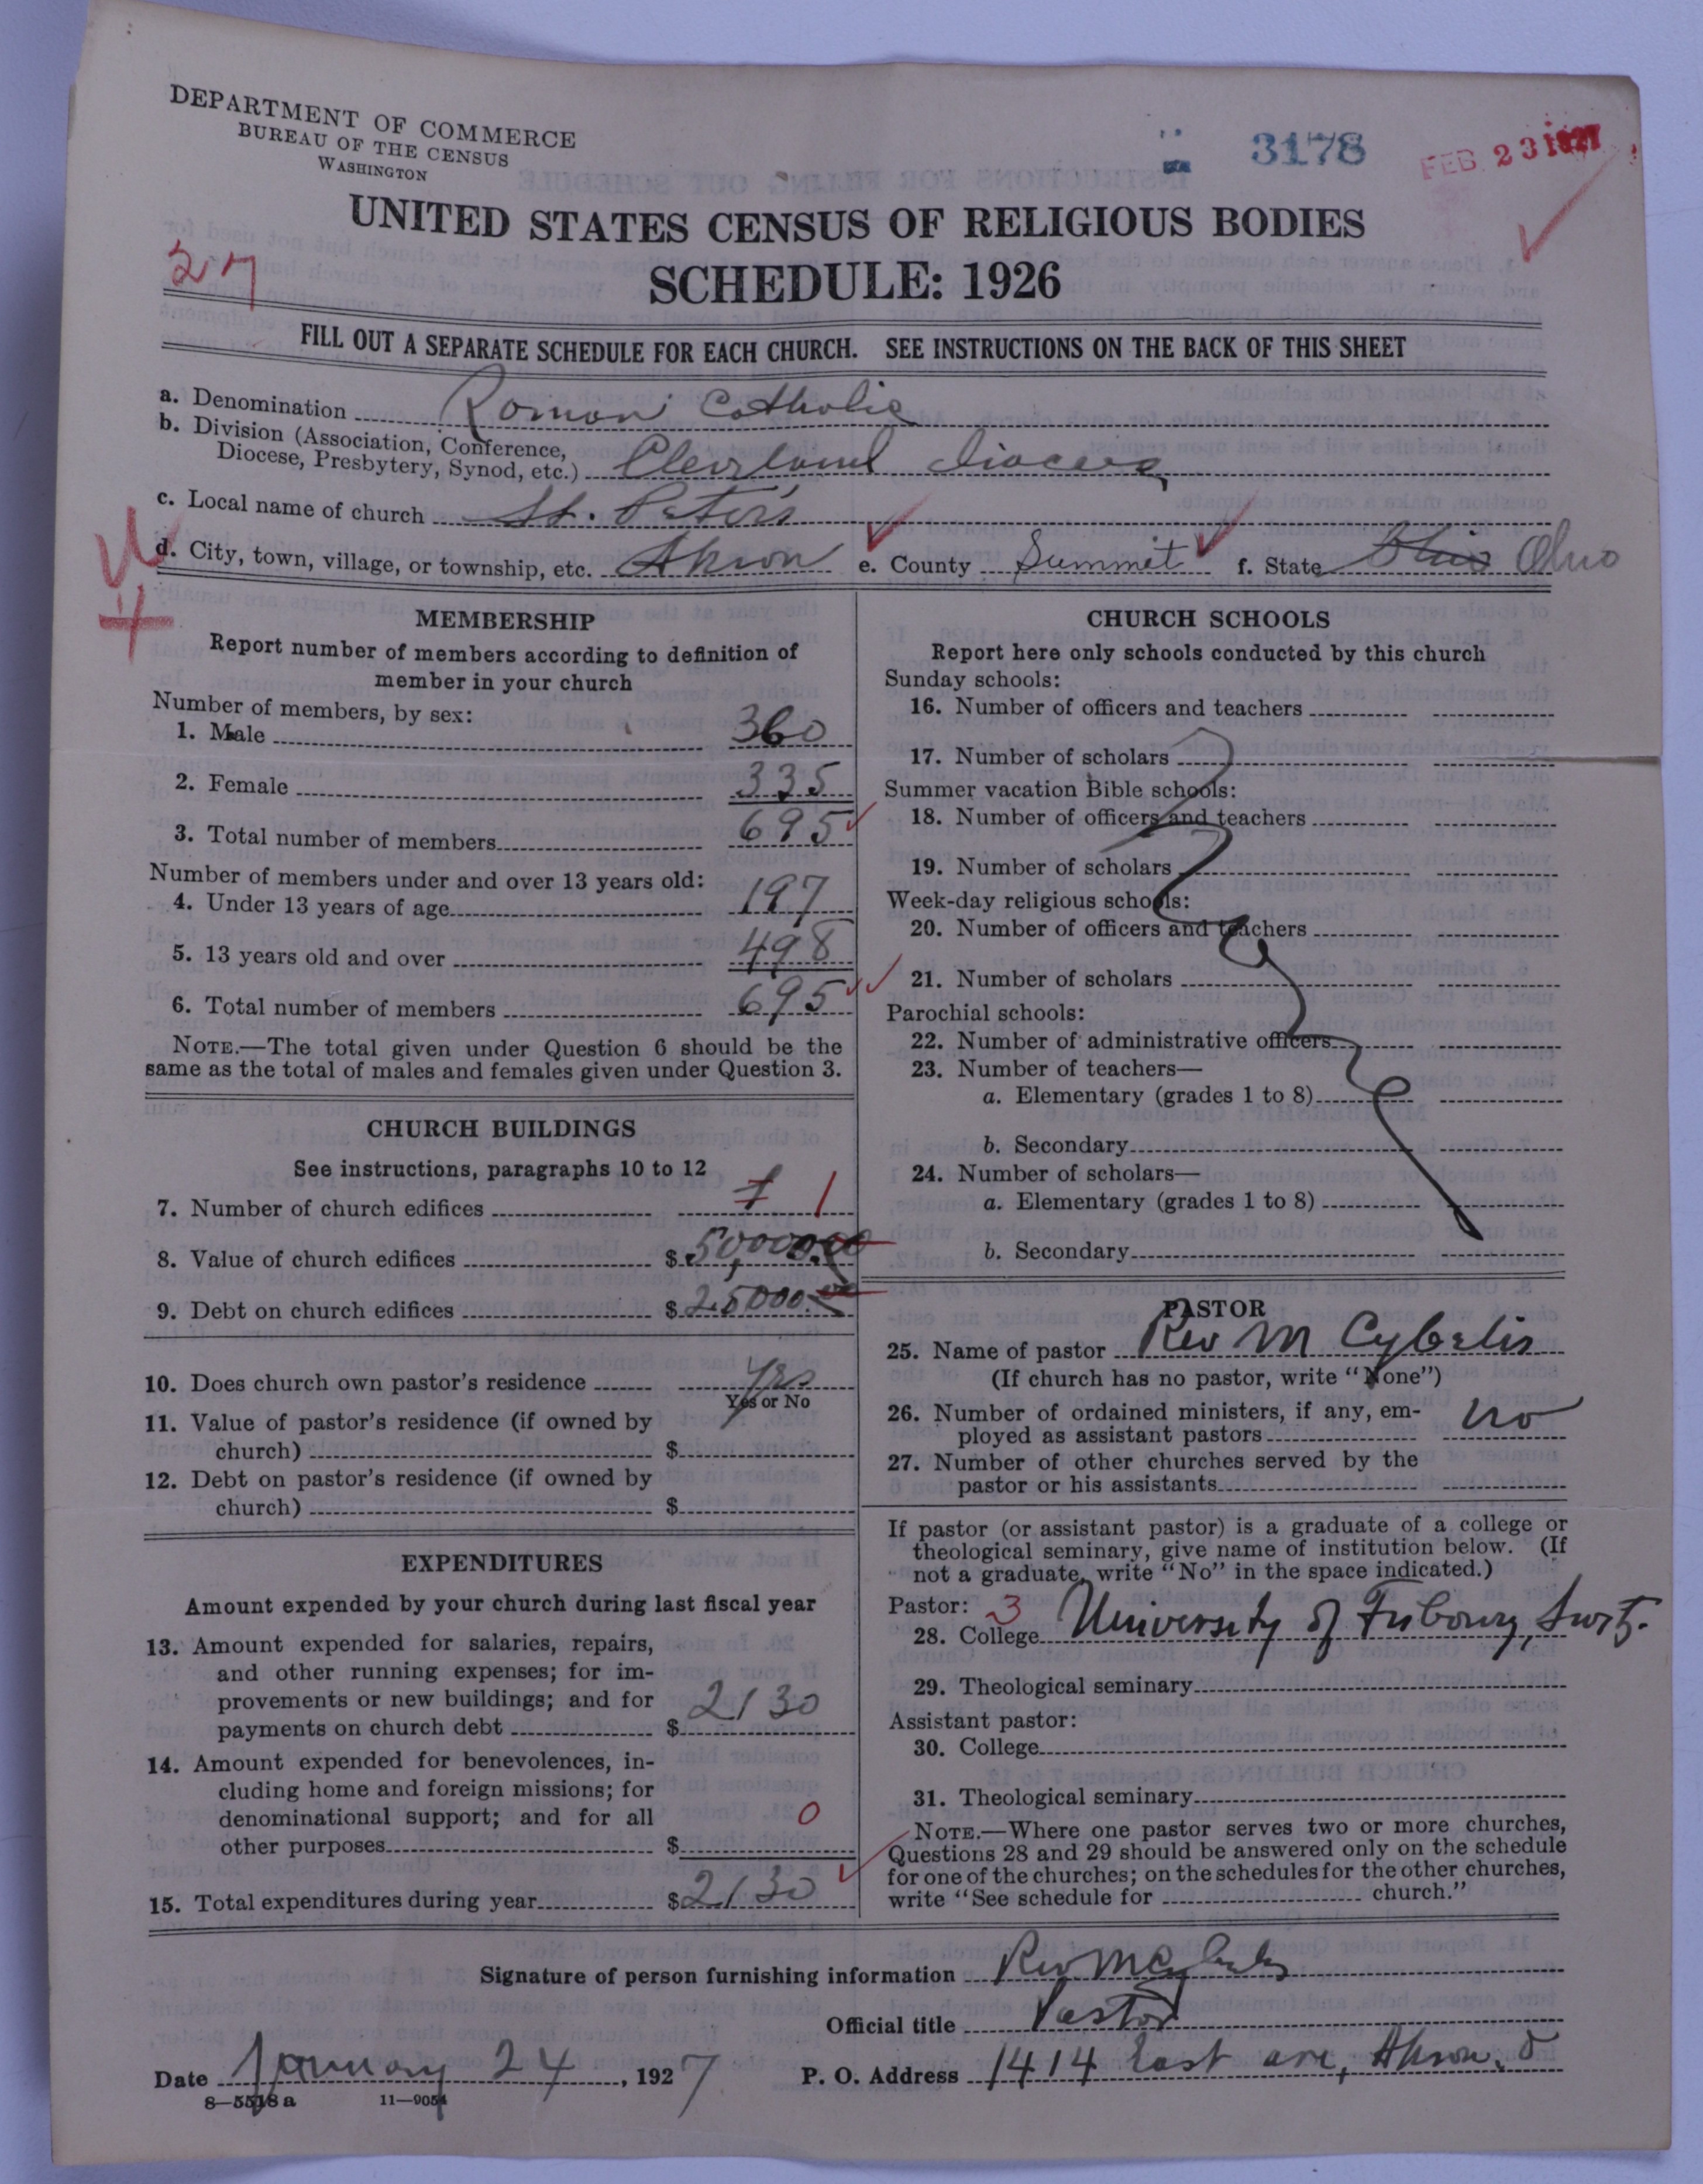 DEPARTMENT OF COMMERCE
BUREAU OF THE CENSUS
WASHINGTON
3178
FEB. 23 1927
UNITED STATES CENSUS OF RELIGIOUS BODIES
27
SCHEDULE: 1926
FILL OUT A SEPARATE SCHEDULE FOR EACH CHURCH. SEE INSTRUCTIONS ON THE BACK OF THIS SHEET
a. Denomination Roman Catholic
b. Division (Association, Conference,
Diocese, Presbytery, Synod, etc.) Cleveland Diocese
c. Local name of church St. Peter's
d. City, town, village, or township, etc. Akron e. County Summit f. State Ohio Ohio
MEMBERSHIP
Report number of members according to definition of
member in your church
Number of members, by sex:
1. Male 360
2. Female 335
3. Total number of members 695
Number of members under and over 13 years old:
4. Under 13 years of age 197
5. 13 years old and over 498
6. Total number of members 695
NOTE.—The total given under Question 6 should be the
same as the total of males and females given under Question 3.
CHURCH BUILDINGS
See instructions, paragraphs 10 to 12
7. Number of church edifices 1 1
8. Value of church edifices $ 50,000.00
9. Debt on church edifices $ 25000.00
10. Does church own pastor's residence Yes
Yes or No
11. Value of pastor's residence (if owned by
church) $
12. Debt on pastor's residence (if owned by
church) $
EXPENDITURES
Amount expended by your church during last fiscal year
13. Amount expended for salaries, repairs,
and other running expenses; for im-
provements or new buildings; and for
payments on church debt $ 2130
14. Amount expended for benevolences, in-
cluding home and foreign missions; for
denominational support; and for all
other purposes $ 0
15. Total expenditures during year $ 2130
CHURCH SCHOOLS
Report here only schools conducted by this church
Sunday schools:
16. Number of officers and teachers
17. Number of scholars
Summer vacation Bible schools:
18. Number of officers and teachers
19. Number of scholars
Week-day religious schools:
20. Number of officers and teachers
21. Number of scholars
Parochial schools:
22. Number of administrative officers
23. Number of teachers—
a. Elementary (grades 1 to 8)
b. Secondary
24. Number of scholars—
a. Elementary (grades 1 to 8)
b. Secondary
PASTOR
25. Name of pastor Rev M Cybelis
(If church has no pastor, write "None")
26. Number of ordained ministers, if any, em-
ployed as assistant pastors no
27. Number of other churches served by the
pastor or his assistants
If pastor (or assistant pastor) is a graduate of a college or
theological seminary, give name of institution below. (If
not a graduate, write "No" in the space indicated.)
Pastor: 3
28. College University of Fribourg, Switz.
29. Theological seminary
Assistant pastor:
30. College
31. Theological seminary
NOTE.—Where one pastor serves two or more churches,
Questions 28 and 29 should be answered only on the schedule
for one of the churches; on the schedules for the other churches,
write "See schedule for church."
Signature of person furnishing information Rev M Cybelis
Official title Pastor
Date January 24, 1927 P. O. Address 1414 East ave, Akron, O
8—5518a 11—9054